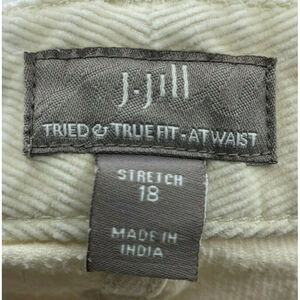 J.Jill
TRIED & TRUE FIT - AT WAIST
STRETCH
18
MADE IN
INDIA